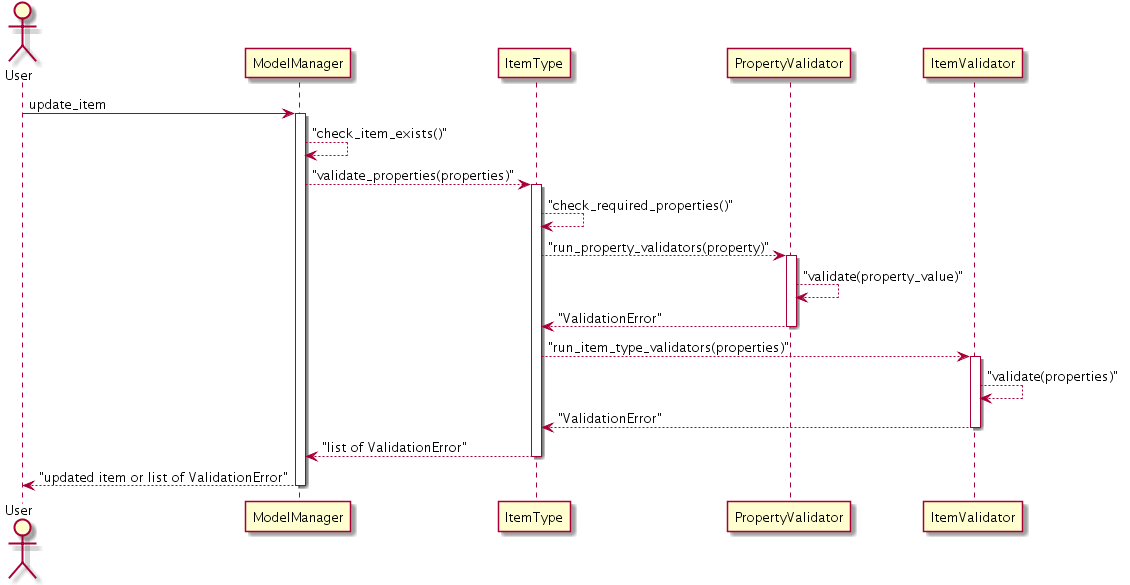 User
ModelManager
ItemType
PropertyValidator
ItemValidator
update_item
"check_item_exists()"
"validate_properties(properties)"
"check_required_properties()"
"run_property_validators(property)"
"validate(property_value)"
"ValidationError"
"run_item_type_validators(properties)"
"validate(properties)"
"ValidationError"
"list of ValidationError"
"updated item or list of ValidationError"
User
ModelManager
ItemType
PropertyValidator
ItemValidator